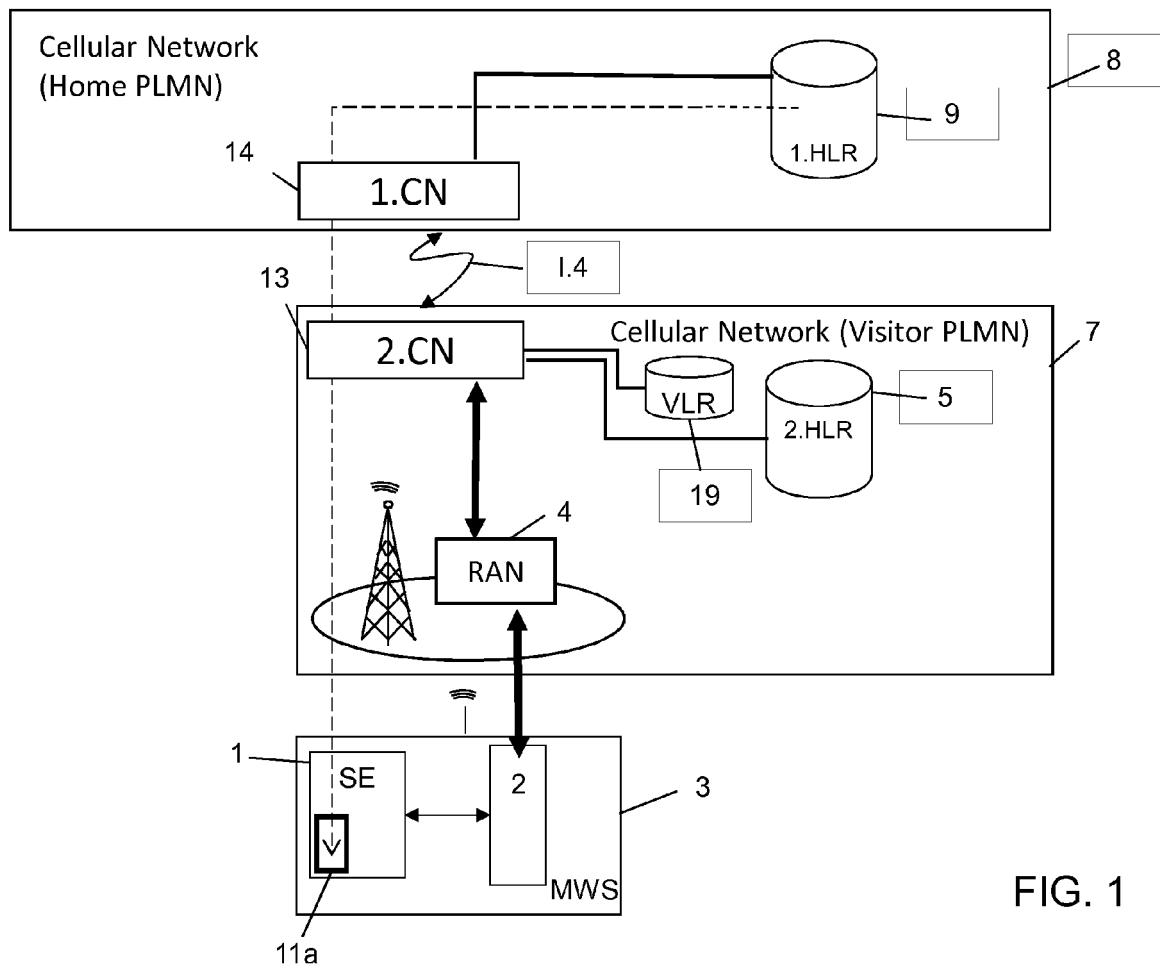 Cellular Network
(Home PLMN)
8
9
1.HLR
14
1.CN
I.4
13
Cellular Network (Visitor PLMN)
7
2.CN
VLR
5
2.HLR
19
4
RAN
1
SE
2
3
MWS
11a
FIG. 1